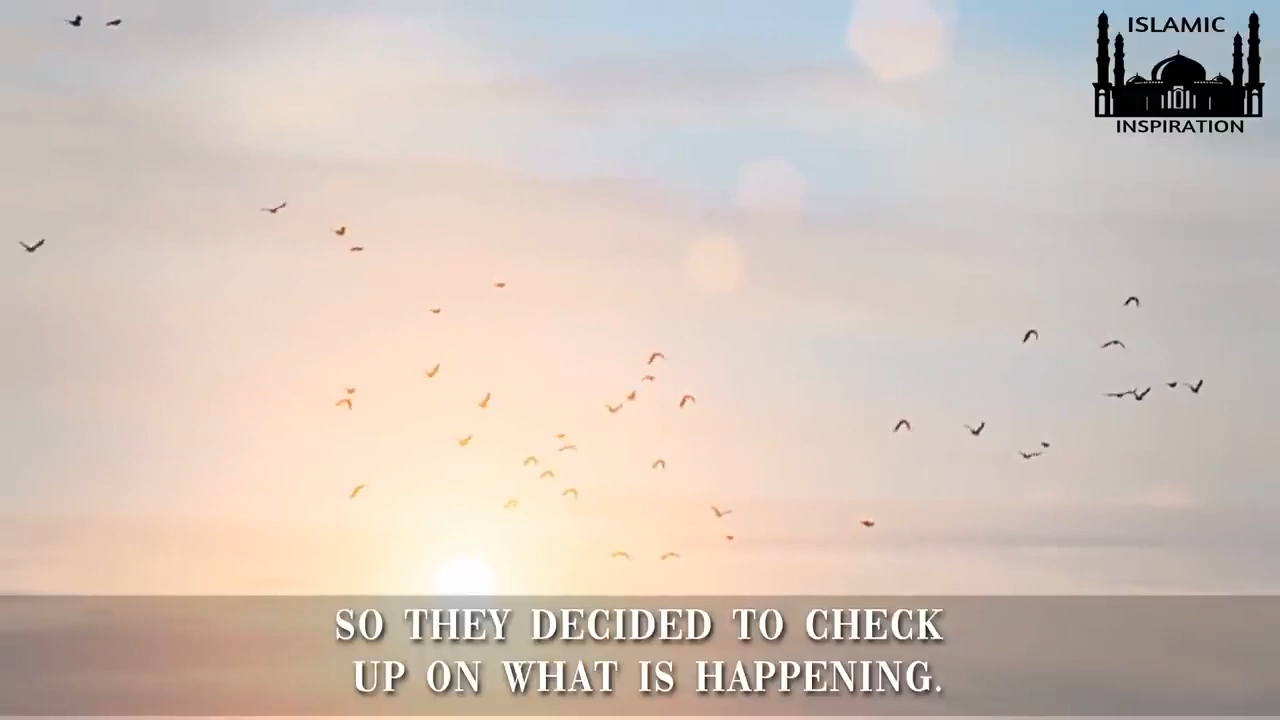 ISLAMIC
INSPIRATION
SO THEY DECIDED TO CHECK
UP ON WHAT IS HAPPENING.